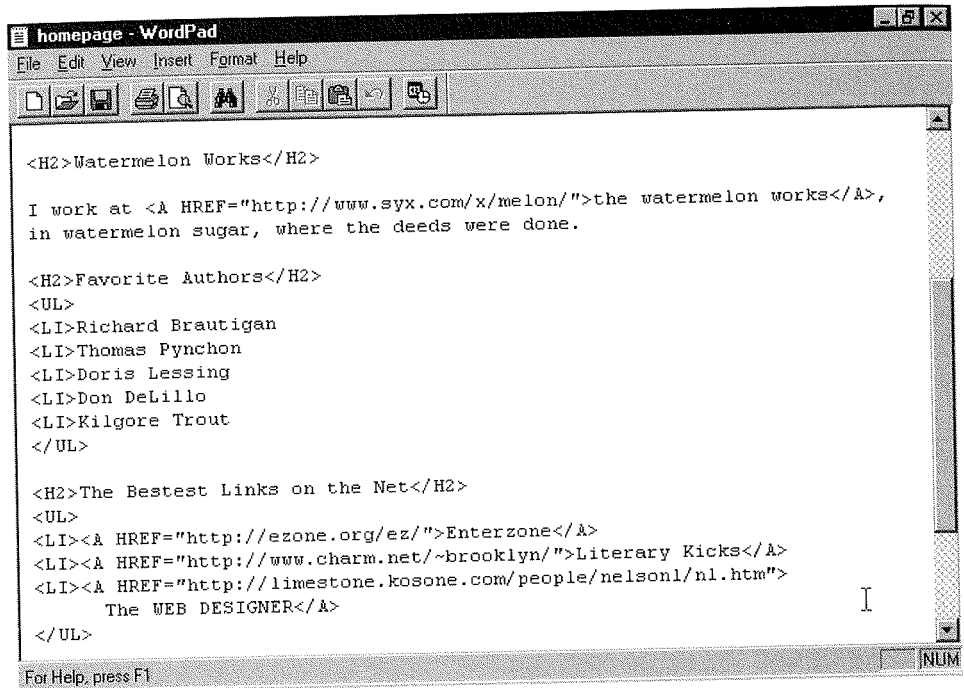 homepage - WordPad
File Edit View Insert Format Help
<H2>Watermelon Works</H2>
I work at <A HREF="http://www.syx.com/x/melon/">the watermelon works</A>,
in watermelon sugar, where the deeds were done.
<H2>Favorite Authors</H2>
<UL>
<LI>Richard Brautigan
<LI>Thomas Pynchon
<LI>Doris Lessing
<LI>Don DeLillo
<LI>Kilgore Trout
</UL>
<H2>The Bestest Links on the Net</H2>
<UL>
<LI><A HREF="http://ezone.org/ez/">Enterzone</A>
<LI><A HREF="http://www.charm.net/~brooklyn/">Literary Kicks</A>
<LI><A HREF="http://limestone.kosone.com/people/nelsonl/nl.htm">
The WEB DESIGNER</A>
</UL>
For Help, press F1
NUM